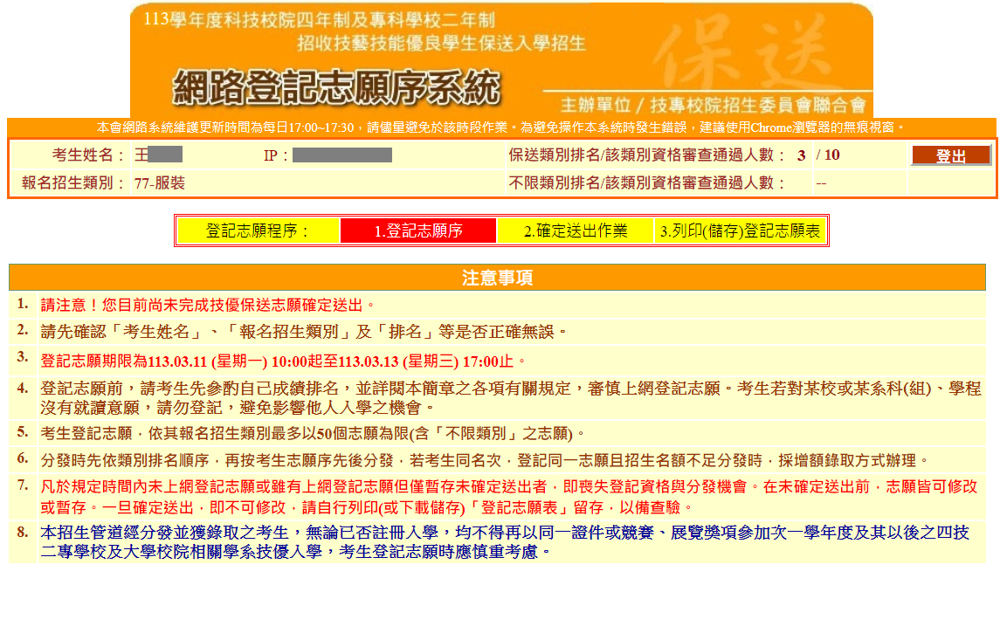 113學年度科技校院四年制及專科學校二年制
招收技藝技能優良學生保送入學招生
保送
網路登記志願序系統
主辦單位 / 技專校院招生委員會聯合會
本會網路系統維護更新時間為每日17:00~17:30，請儘量避免於該時段作業。為避免操作本系統時發生錯誤，建議使用Chrome瀏覽器的無痕視窗。
考生姓名： 王 IP： 保送類別排名/該類別資格審查通過人數： 3 / 10 登出
報名招生類別： 77-服裝 不限類別排名/該類別資格審查通過人數： --
登記志願程序： 1.登記志願序 2.確定送出作業 3.列印(儲存)登記志願表
注意事項
1. 請注意！您目前尚未完成技優保送志願確定送出。
2. 請先確認「考生姓名」、「報名招生類別」及「排名」等是否正確無誤。
3. 登記志願期限為113.03.11 (星期一) 10:00起至113.03.13 (星期三) 17:00止。
4. 登記志願前，請考生先參酌自己成績排名，並詳閱本簡章之各項有關規定，審慎上網登記志願。考生若對某校或某系科(組)、學程
沒有就讀意願，請勿登記，避免影響他人入學之機會。
5. 考生登記志願，依其報名招生類別最多以50個志願為限(含「不限類別」之志願)。
6. 分發時先依類別排名順序，再按考生志願序先後分發，若考生同名次，登記同一志願且招生名額不足分發時，採增額錄取方式辦理。
7. 凡於規定時間內未上網登記志願或雖有上網登記志願但僅暫存未確定送出者，即喪失登記資格與分發機會。在未確定送出前，志願皆可修改
或暫存。一旦確定送出，即不可修改，請自行列印(或下載儲存)「登記志願表」留存，以備查驗。
8. 本招生管道經分發並獲錄取之考生，無論已否註冊入學，均不得再以同一證件或競賽、展覽獎項參加次一學年度及其以後之四技
二專學校及大學校院相關學系技優入學，考生登記志願時應慎重考慮。